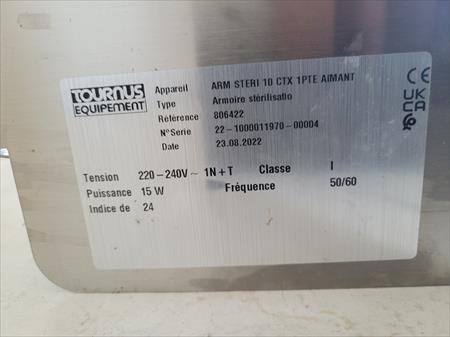 TOURNUS
EQUIPEMENT
Appareil ARM STERI 10 CTX 1PTE AIMANT
Type Armoire stérilisatio
Référence 806422
N°Serie 22-1000011970-00004
Date 23.08.2022
CE
UK
CA
Tension 220-240V~ 1N+T Classe I
Puissance 15 W Fréquence 50/60
Indice de 24